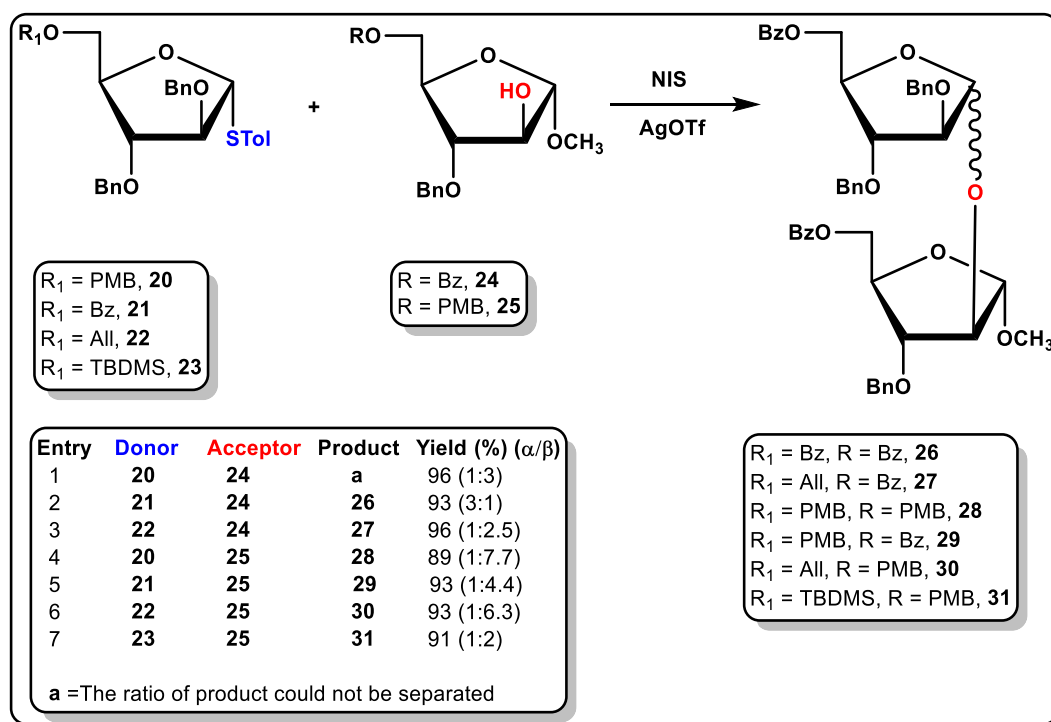 R1O
O
BnO
STol
BnO
+
RO
O
HO
OCH3
BnO
NIS
AgOTf
BzO
O
BnO
BnO
O
BzO
O
OCH3
BnO
R1 = PMB, 20
R1 = Bz, 21
R1 = All, 22
R1 = TBDMS, 23
R = Bz, 24
R = PMB, 25
Entry Donor Acceptor Product Yield (%) (α/β)
1 20 24 a 96 (1:3)
2 21 24 26 93 (3:1)
3 22 24 27 96 (1:2.5)
4 20 25 28 89 (1:7.7)
5 21 25 29 93 (1:4.4)
6 22 25 30 93 (1:6.3)
7 23 25 31 91 (1:2)
a =The ratio of product could not be separated
R1 = Bz, R = Bz, 26
R1 = All, R = Bz, 27
R1 = PMB, R = PMB, 28
R1 = PMB, R = Bz, 29
R1 = All, R = PMB, 30
R1 = TBDMS, R = PMB, 31